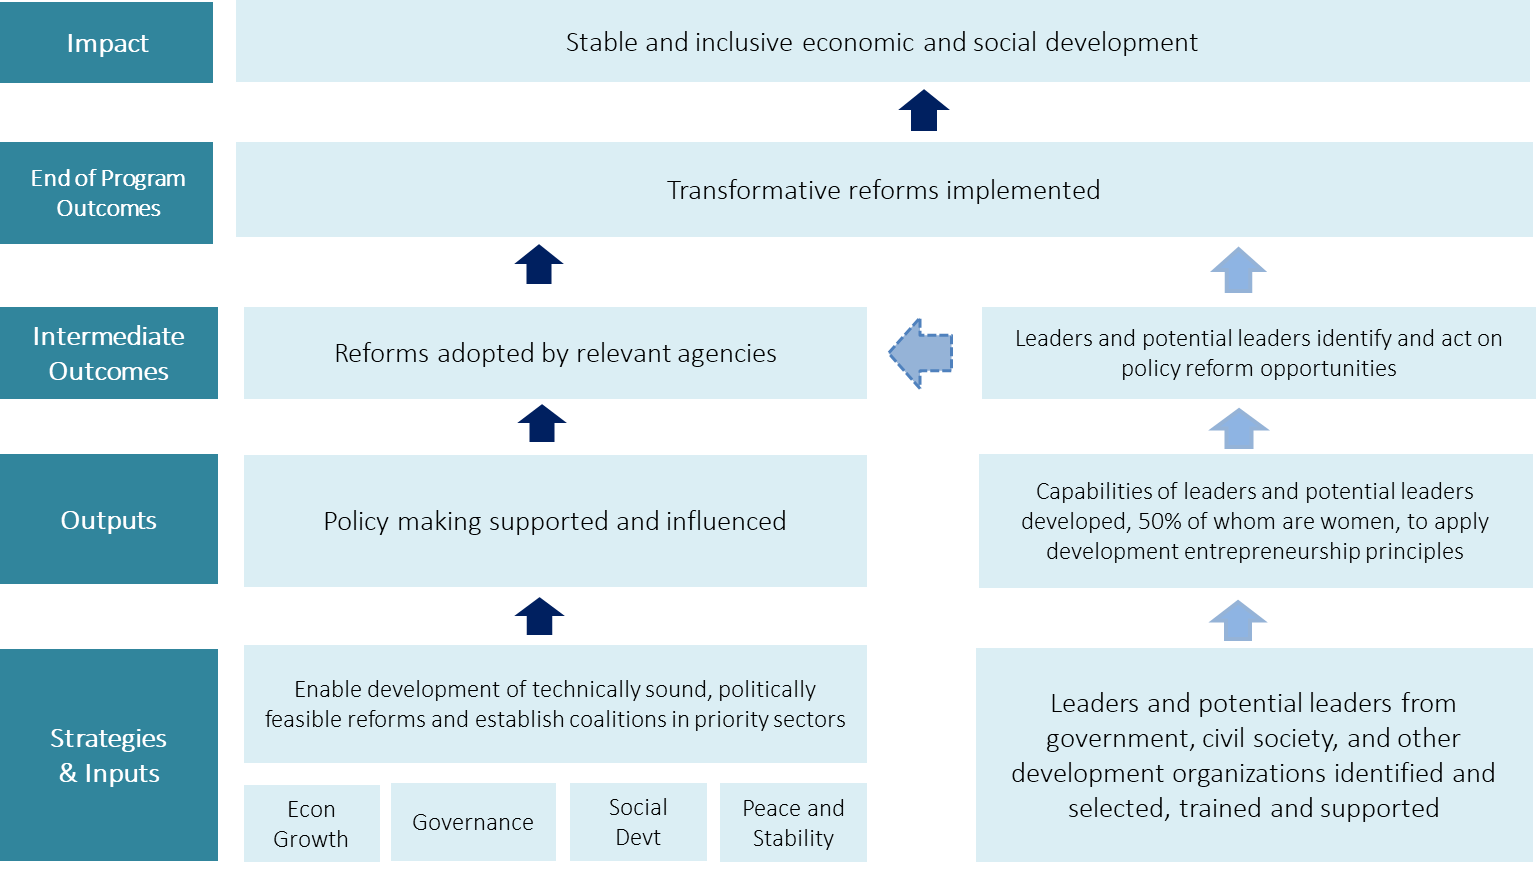 Impact
Stable and inclusive economic and social development
End of Program
Outcomes
Transformative reforms implemented
Intermediate
Outcomes
Reforms adopted by relevant agencies
Leaders and potential leaders identify and act on
policy reform opportunities
Outputs
Policy making supported and influenced
Capabilities of leaders and potential leaders
developed, 50% of whom are women, to apply
development entrepreneurship principles
Strategies
& Inputs
Enable development of technically sound, politically
feasible reforms and establish coalitions in priority sectors
Econ
Growth
Governance
Social
Devt
Peace and
Stability
Leaders and potential leaders from
government, civil society, and other
development organizations identified and
selected, trained and supported